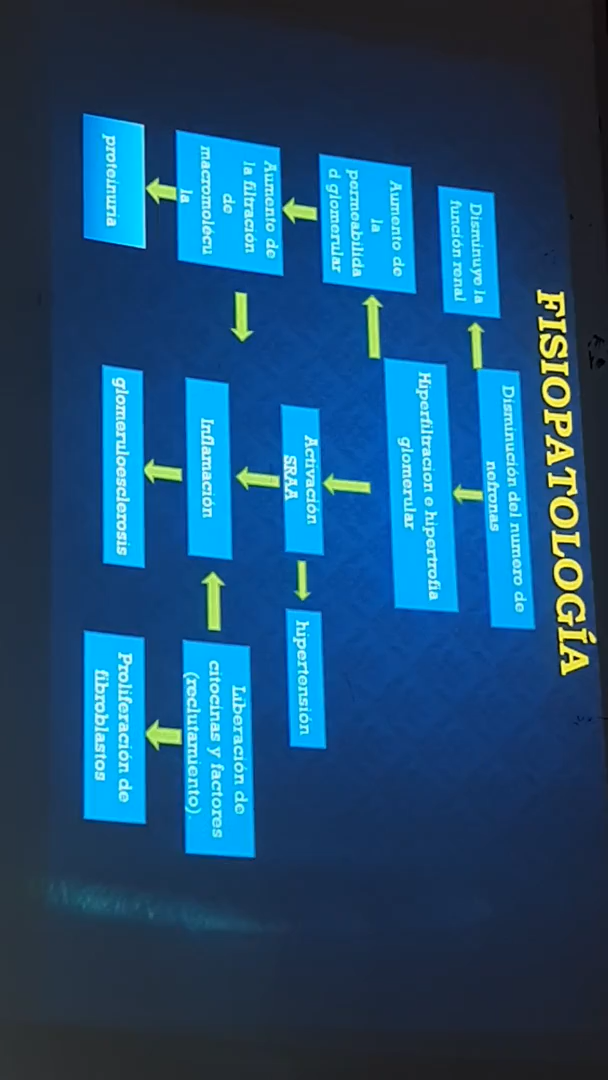 FISIOPATOLOGÍA
Disminución del numero de
nefronas
Disminuye la
función renal
Hiperfiltracion e hipertrofia
glomerular
Aumento de
la
permeabilida
d glomerular
Activación
SRAA
hipertensión
Aumento de
la filtración
de
macromolécu
la
Inflamación
Liberación de
citocinas y factores
(reclutamiento).
proteinuria
glomeruloesclerosis
Proliferación de
fibroblastos